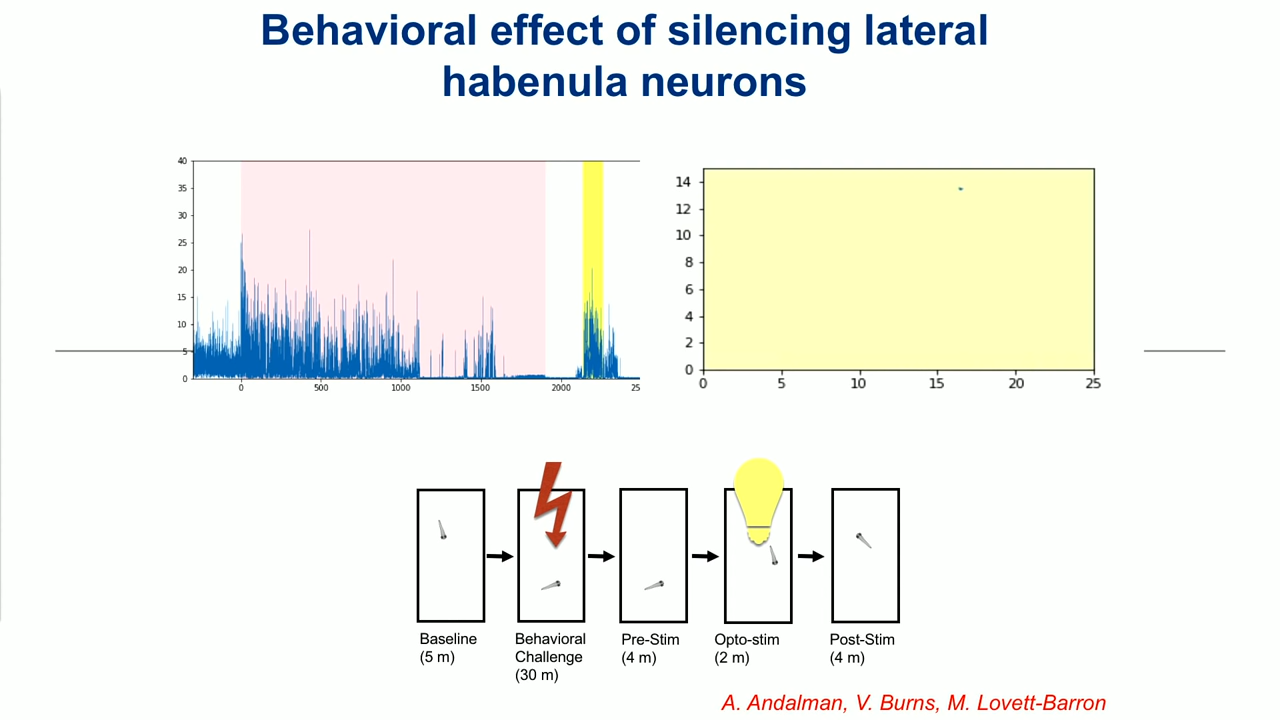 Behavioral effect of silencing lateral
habenula neurons
40
35
30
25
20
15
10
5
0
0 500 1000 1500 2000 25
14
12
10
8
6
4
2
0
0 5 10 15 20 25
Baseline
(5 m)
Behavioral
Challenge
(30 m)
Pre-Stim
(4 m)
Opto-stim
(2 m)
Post-Stim
(4 m)
A. Andalman, V. Burns, M. Lovett-Barron